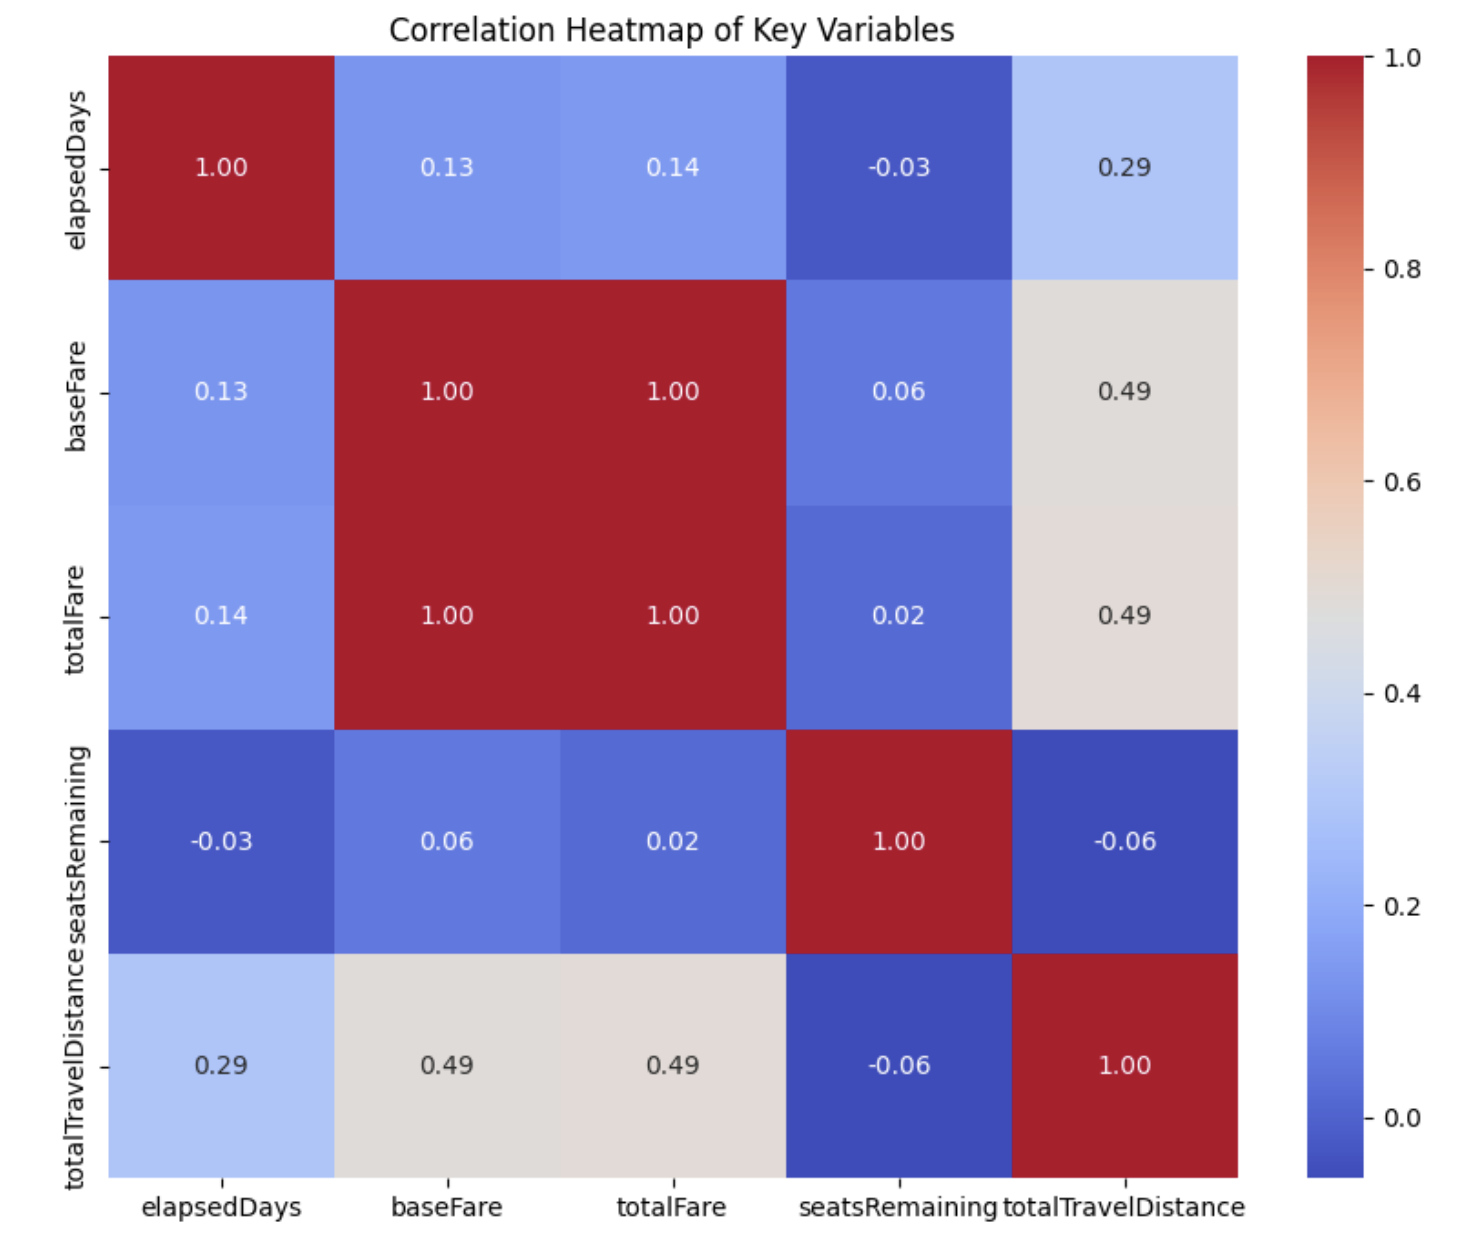 Correlation Heatmap of Key Variables
elapsedDays 1.00 0.13 0.14 -0.03 0.29
baseFare 0.13 1.00 1.00 0.06 0.49
totalFare 0.14 1.00 1.00 0.02 0.49
seatsRemaining -0.03 0.06 0.02 1.00 -0.06
totalTravelDistance 0.29 0.49 0.49 -0.06 1.00
elapsedDays baseFare totalFare seatsRemaining totalTravelDistance
1.0
0.8
0.6
0.4
0.2
0.0